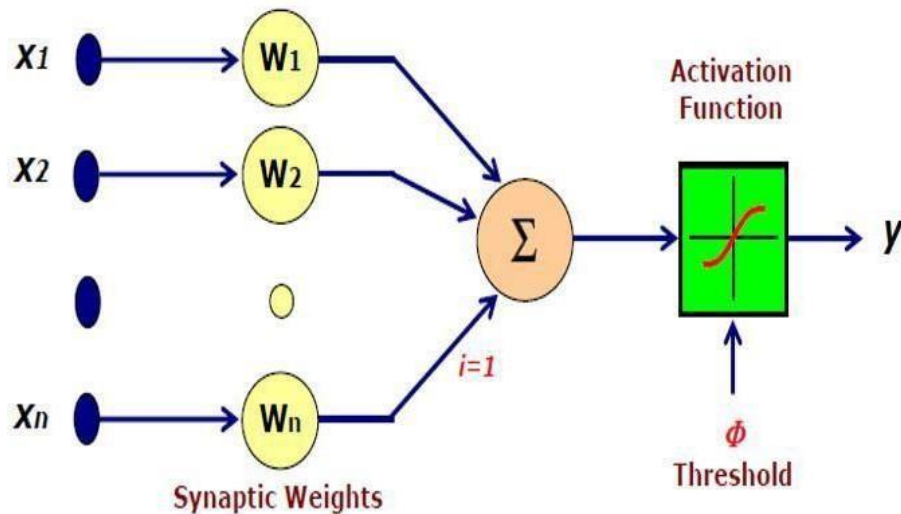 x1
W1
Activation
Function
x2
W2
Σ
y
i=1
xn
Wn
Φ
Threshold
Synaptic Weights